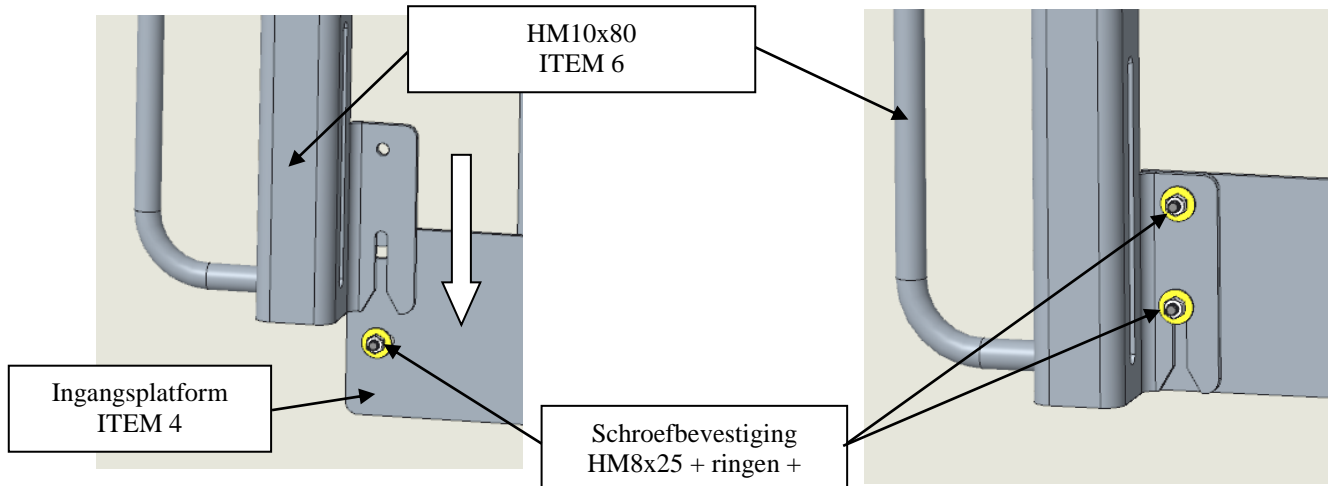 HM10x80
ITEM 6
Ingangsplatform
ITEM 4
Schroefbevestiging
HM8x25 + ringen +